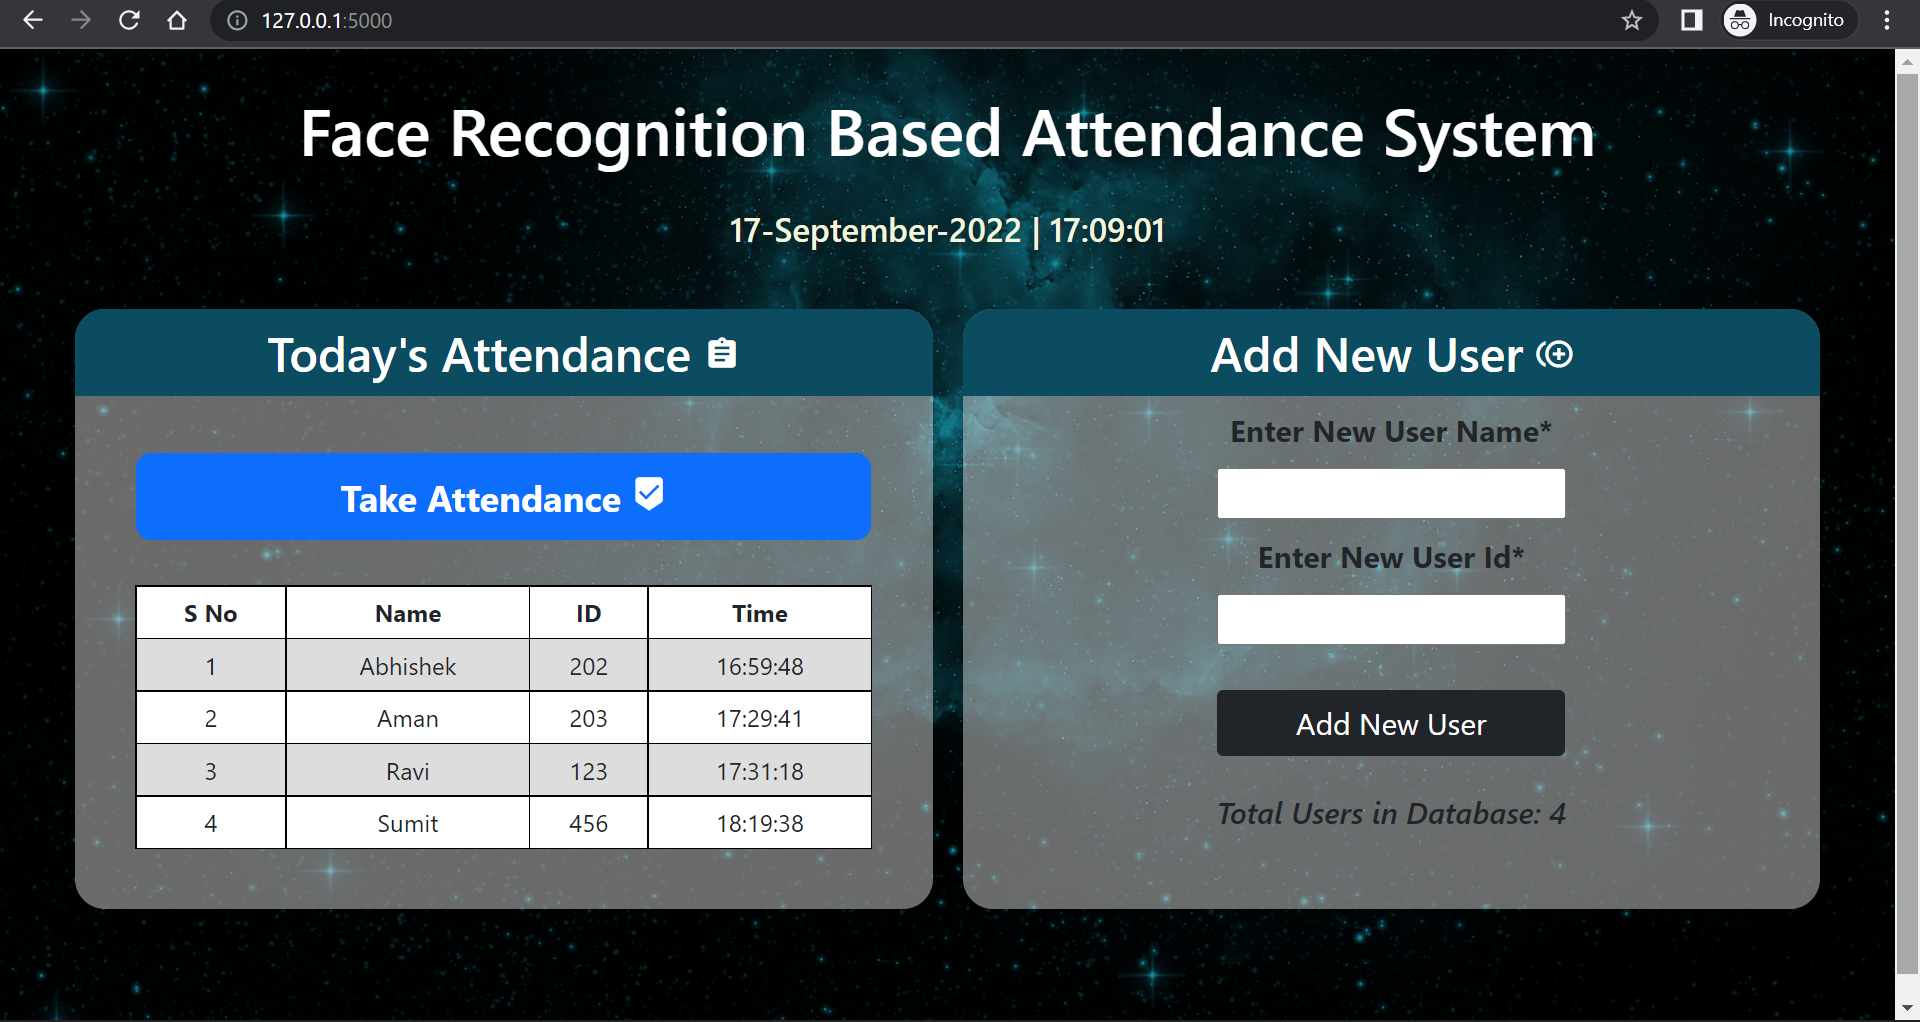 127.0.0.1:5000
Incognito
Face Recognition Based Attendance System
17-September-2022 | 17:09:01
Today's Attendance
Take Attendance
S No Name ID Time
1 Abhishek 202 16:59:48
2 Aman 203 17:29:41
3 Ravi 123 17:31:18
4 Sumit 456 18:19:38
Add New User
Enter New User Name*
Enter New User Id*
Add New User
Total Users in Database: 4